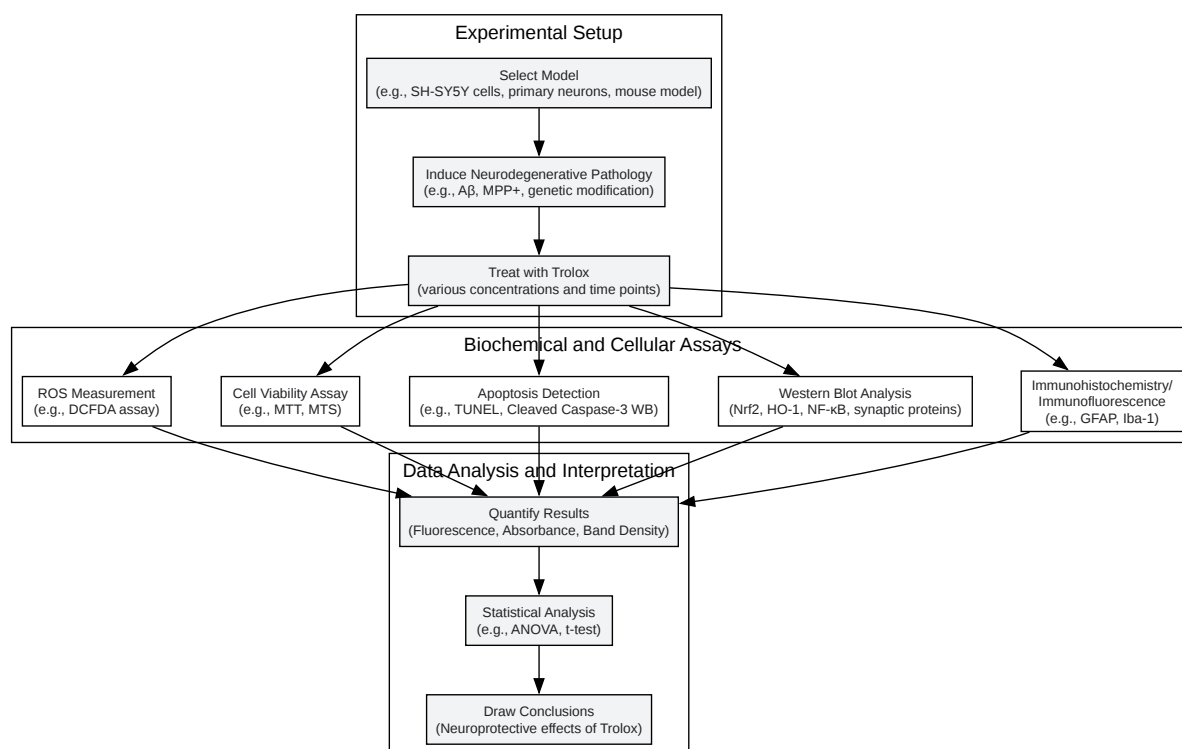 Experimental Setup
Select Model
(e.g., SH-SY5Y cells, primary neurons, mouse model)
Induce Neurodegenerative Pathology
(e.g., Aβ, MPP+, genetic modification)
Treat with Trolox
(various concentrations and time points)
Biochemical and Cellular Assays
ROS Measurement
(e.g., DCFDA assay)
Cell Viability Assay
(e.g., MTT, MTS)
Apoptosis Detection
(e.g., TUNEL, Cleaved Caspase-3 WB)
Western Blot Analysis
(Nrf2, HO-1, NF-κB, synaptic proteins)
Immunohistochemistry/
Immunofluorescence
(e.g., GFAP, Iba-1)
Data Analysis and Interpretation
Quantify Results
(Fluorescence, Absorbance, Band Density)
Statistical Analysis
(e.g., ANOVA, t-test)
Draw Conclusions
(Neuroprotective effects of Trolox)